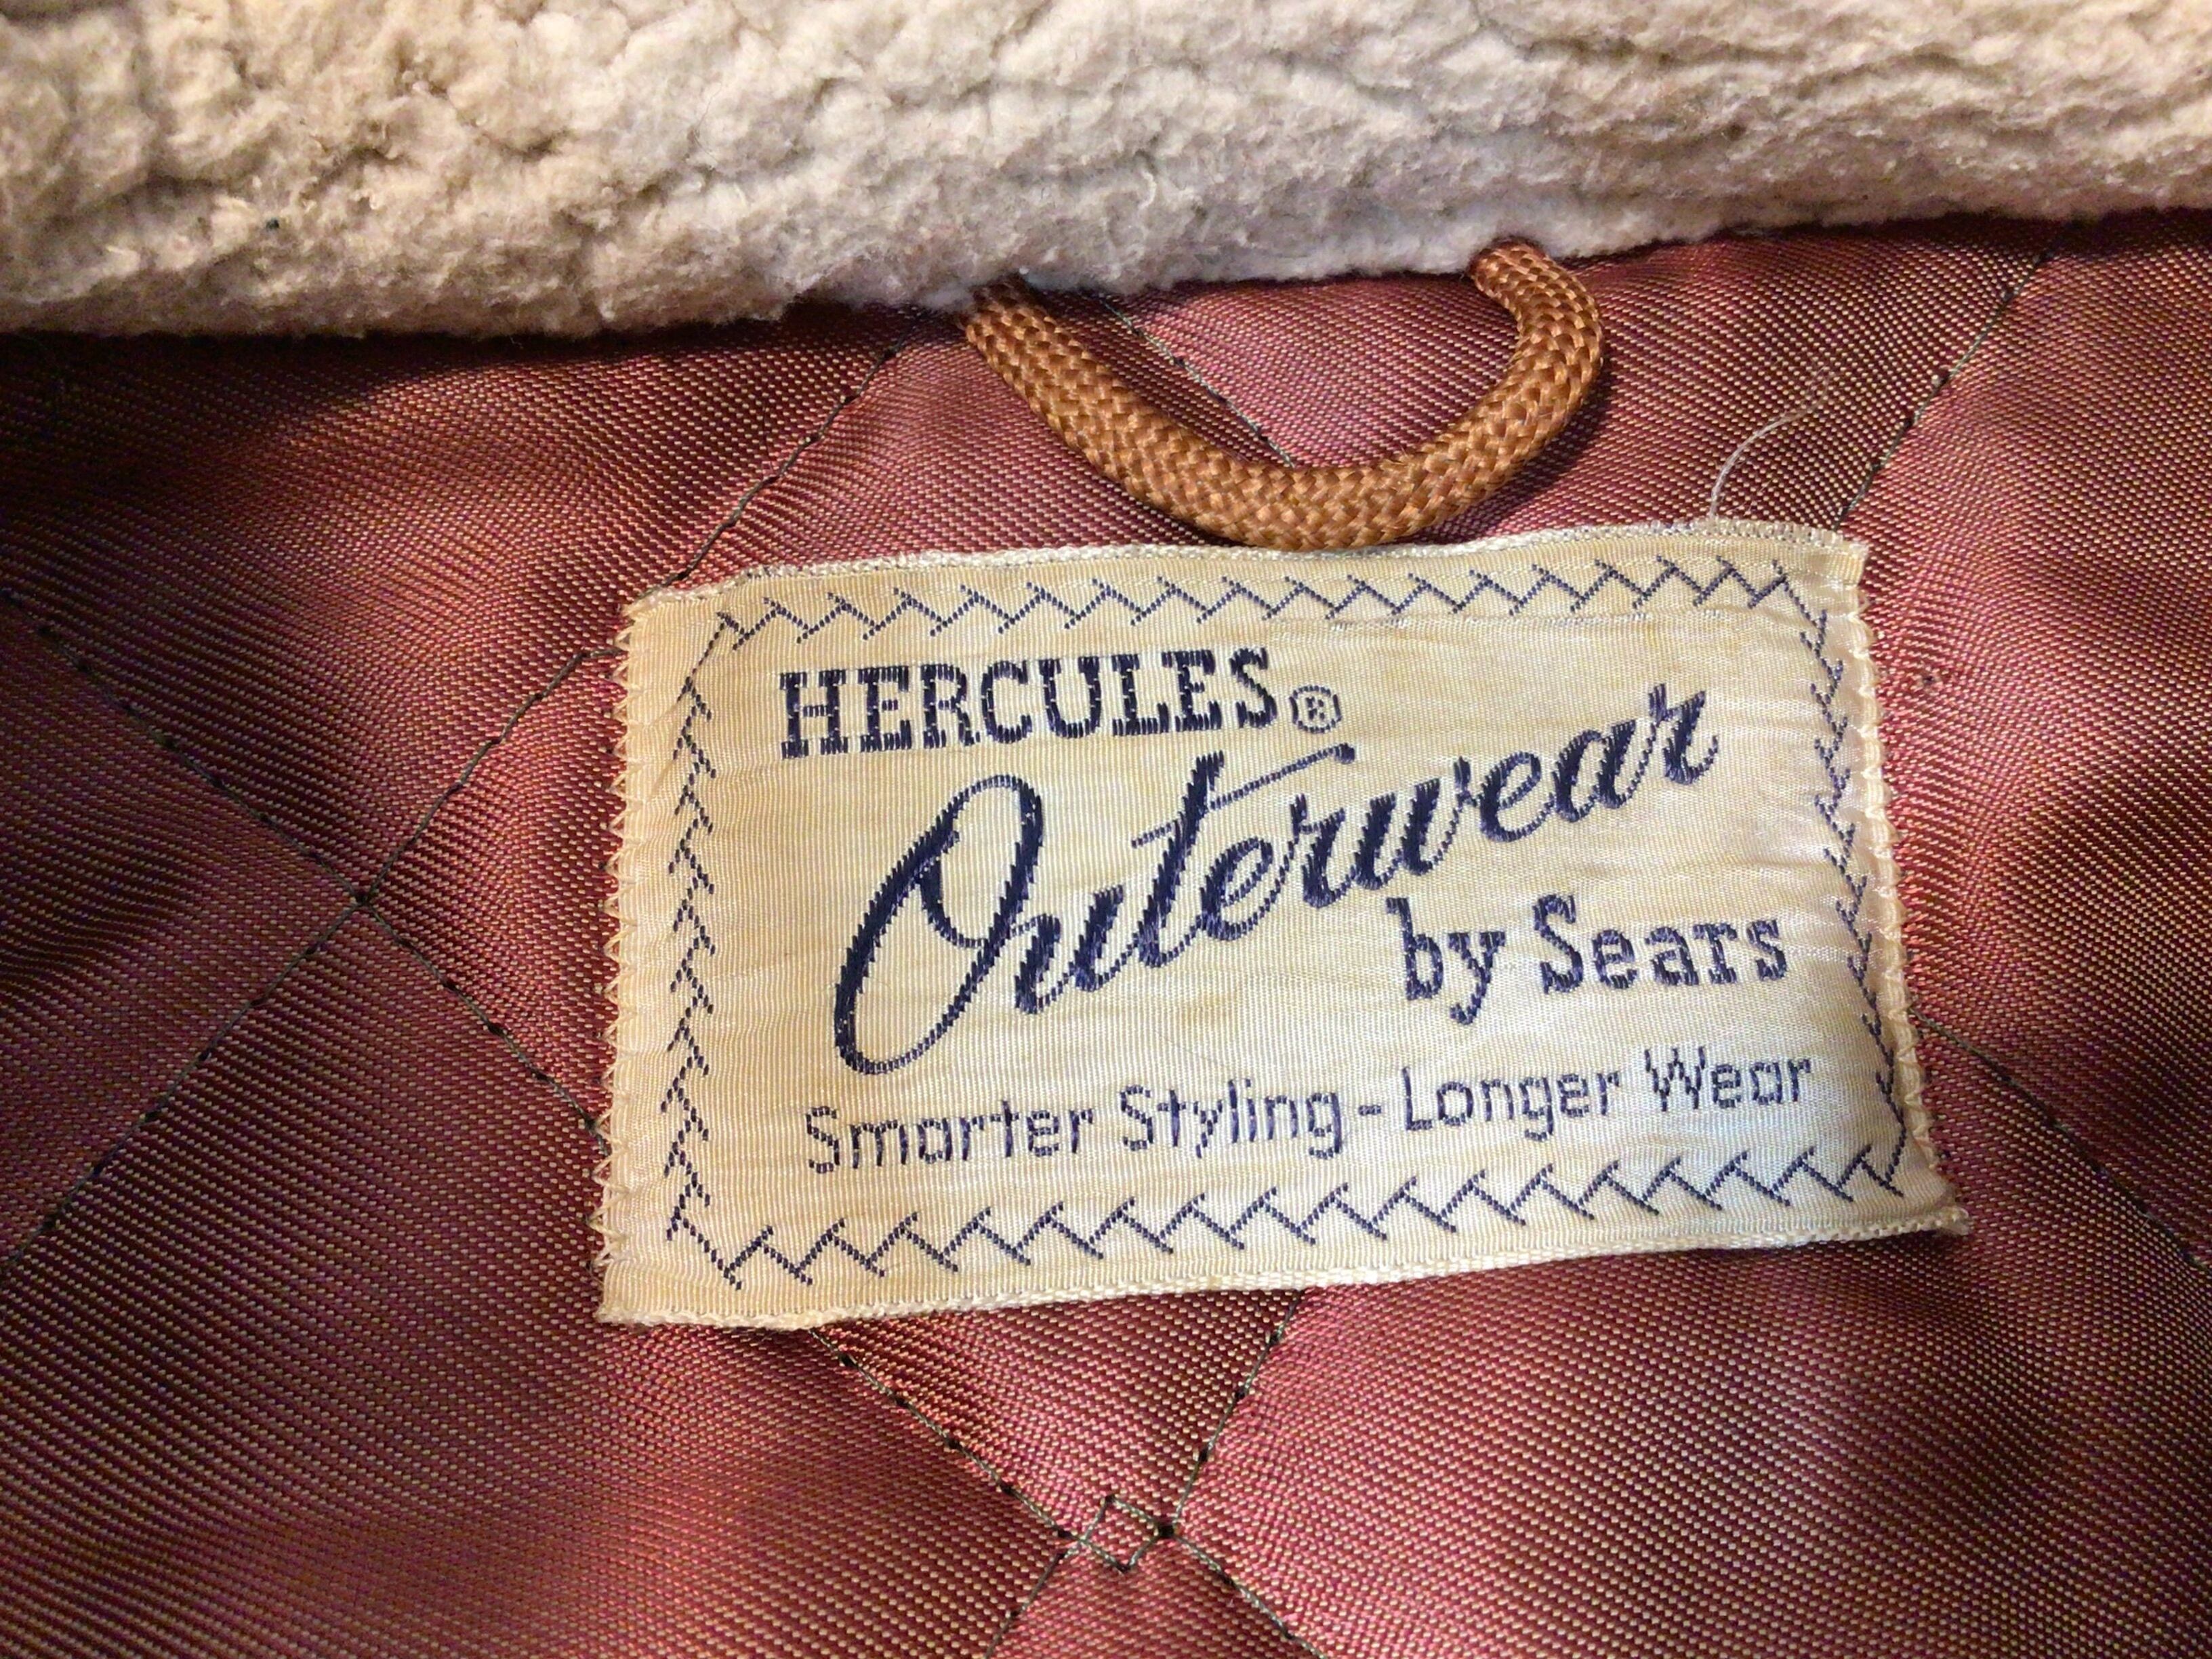 HERCULES®
Outerwear
by Sears
Smarter Styling - Longer Wear